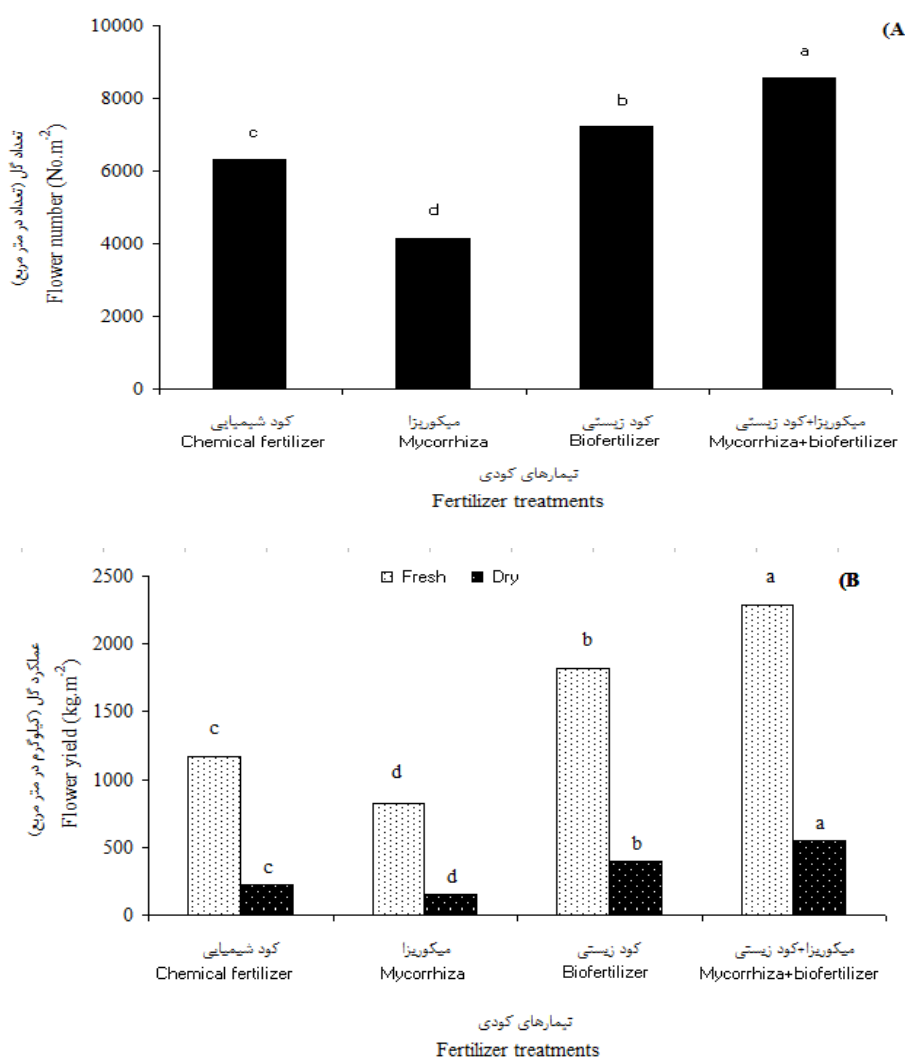 (A
10000
8000
6000
4000
2000
0
تعداد گل (تعداد در متر مربع)
Flower number (No.m-2)
c
d
b
a
کود شیمیایی
Chemical fertilizer
میکوریزا
Mycorrhiza
کود زیستی
Biofertilizer
میکوریزا+کود زیستی
Mycorrhiza+biofertilizer
تیمارهای کودی
Fertilizer treatments
(B
Fresh Dry
2500
2000
1500
1000
500
0
عملکرد گل (کیلوگرم در متر مربع)
Flower yield (kg.m-2)
c
c
d
d
b
b
a
a
کود شیمیایی
Chemical fertilizer
میکوریزا
Mycorrhiza
کود زیستی
Biofertilizer
میکوریزا+کود زیستی
Mycorrhiza+biofertilizer
تیمارهای کودی
Fertilizer treatments